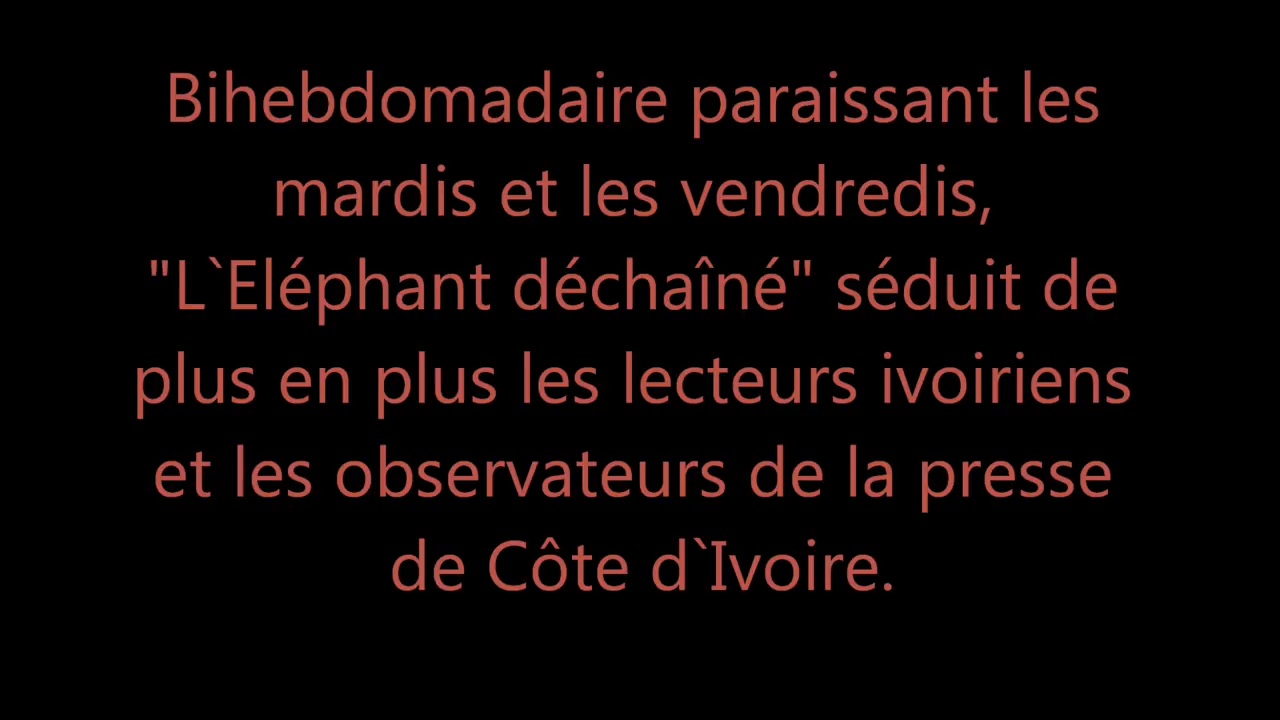 Bihebdomadaire paraissant les
mardis et les vendredis,
"L`Eléphant déchaîné" séduit de
plus en plus les lecteurs ivoiriens
et les observateurs de la presse
de Côte d`Ivoire.